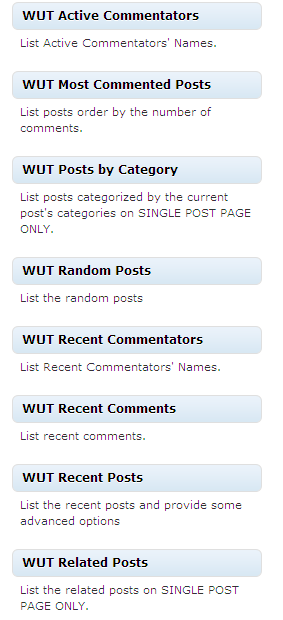 WUT Active Commentators
List Active Commentators' Names.
WUT Most Commented Posts
List posts order by the number of
comments.
WUT Posts by Category
List posts categorized by the current
post's categories on SINGLE POST PAGE
ONLY.
WUT Random Posts
List the random posts
WUT Recent Commentators
List Recent Commentators' Names.
WUT Recent Comments
List recent comments.
WUT Recent Posts
List the recent posts and provide some
advanced options
WUT Related Posts
List the related posts on SINGLE POST
PAGE ONLY.